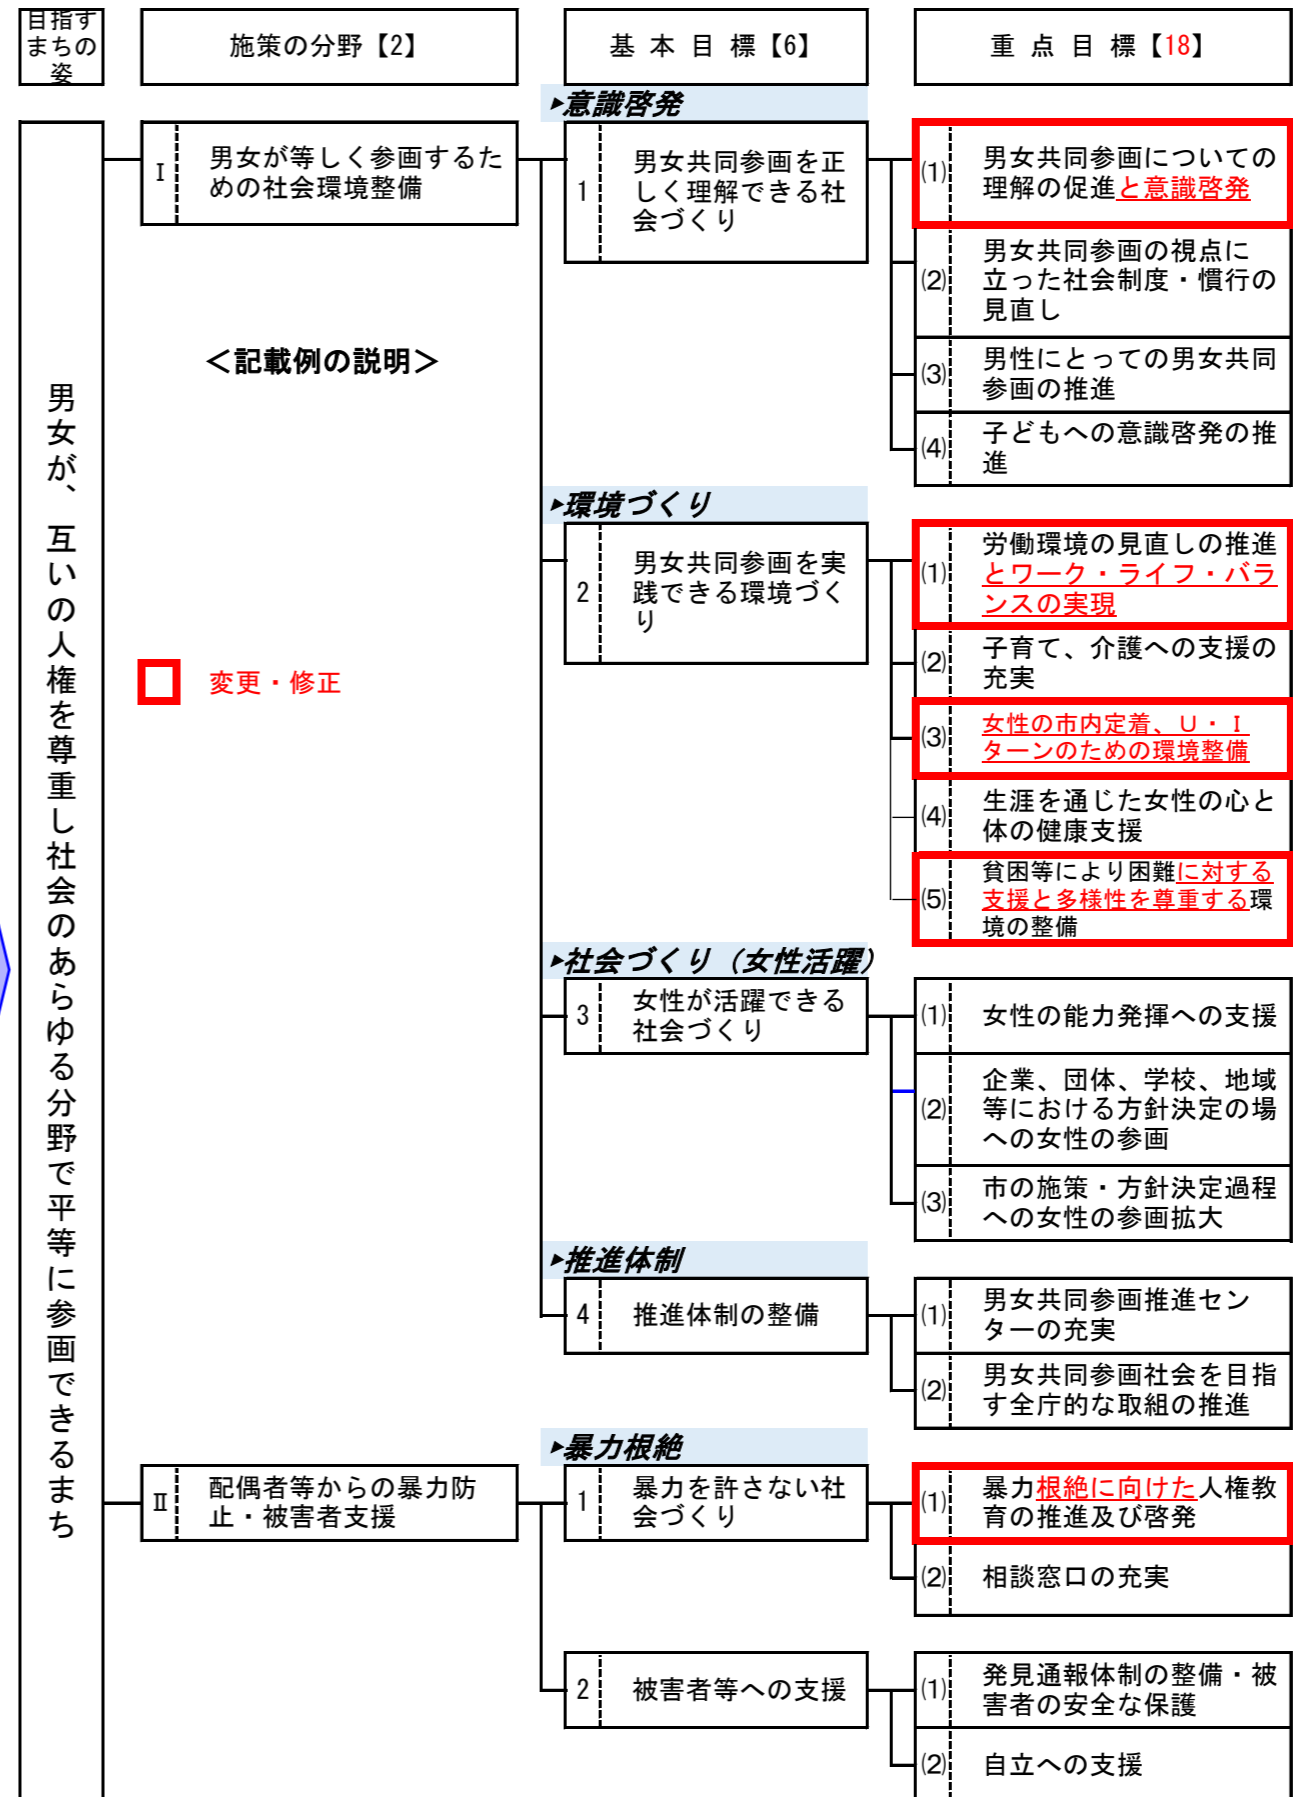 目指す
まちの
姿
施策の分野【2】
基 本 目 標【6】
重 点 目 標【18】
男女が、互いの人権を尊重し社会のあらゆる分野で平等に参画できるまち
Ⅰ
男女が等しく参画するた
めの社会環境整備
▸意識啓発
1
男女共同参画を正
しく理解できる社
会づくり
⑴
男女共同参画についての
理解の促進と意識啓発
⑵
男女共同参画の視点に
立った社会制度・慣行の
見直し
⑶
男性にとっての男女共同
参画の推進
⑷
子どもへの意識啓発の推
進
＜記載例の説明＞
変更・修正
▸環境づくり
2
男女共同参画を実
践できる環境づく
り
⑴
労働環境の見直しの推進
とワーク・ライフ・バラ
ンスの実現
⑵
子育て、介護への支援の
充実
⑶
女性の市内定着、Ｕ・Ｉ
ターンのための環境整備
⑷
生涯を通じた女性の心と
体の健康支援
⑸
貧困等により困難に対する
支援と多様性を尊重する環
境の整備
▸社会づくり（女性活躍）
3
女性が活躍できる
社会づくり
⑴
女性の能力発揮への支援
⑵
企業、団体、学校、地域
等における方針決定の場
への女性の参画
⑶
市の施策・方針決定過程
への女性の参画拡大
▸推進体制
4
推進体制の整備
⑴
男女共同参画推進セン
ターの充実
⑵
男女共同参画社会を目指
す全庁的な取組の推進
Ⅱ
配偶者等からの暴力防
止・被害者支援
▸暴力根絶
1
暴力を許さない社
会づくり
⑴
暴力根絶に向けた人権教
育の推進及び啓発
⑵
相談窓口の充実
2
被害者等への支援
⑴
発見通報体制の整備・被
害者の安全な保護
⑵
自立への支援